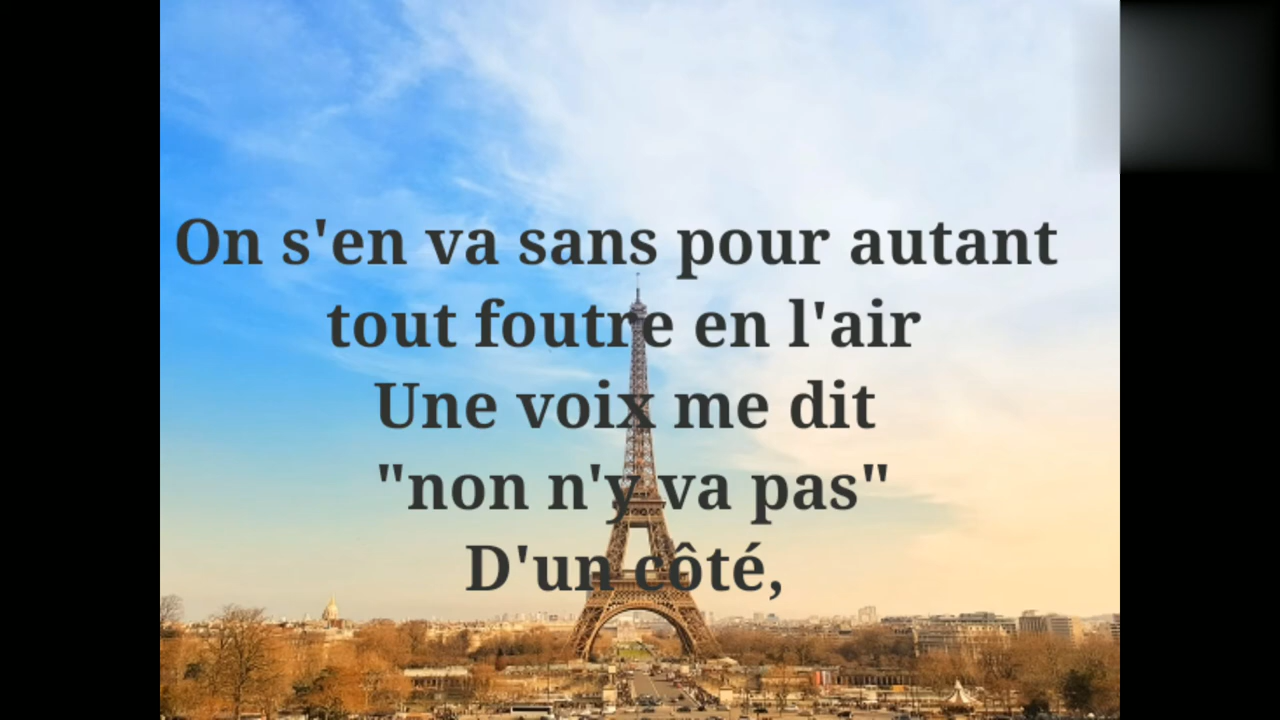 On s'en va sans pour autant
tout foutre en l'air
Une voix me dit
"non n'y va pas"
D'un côté,